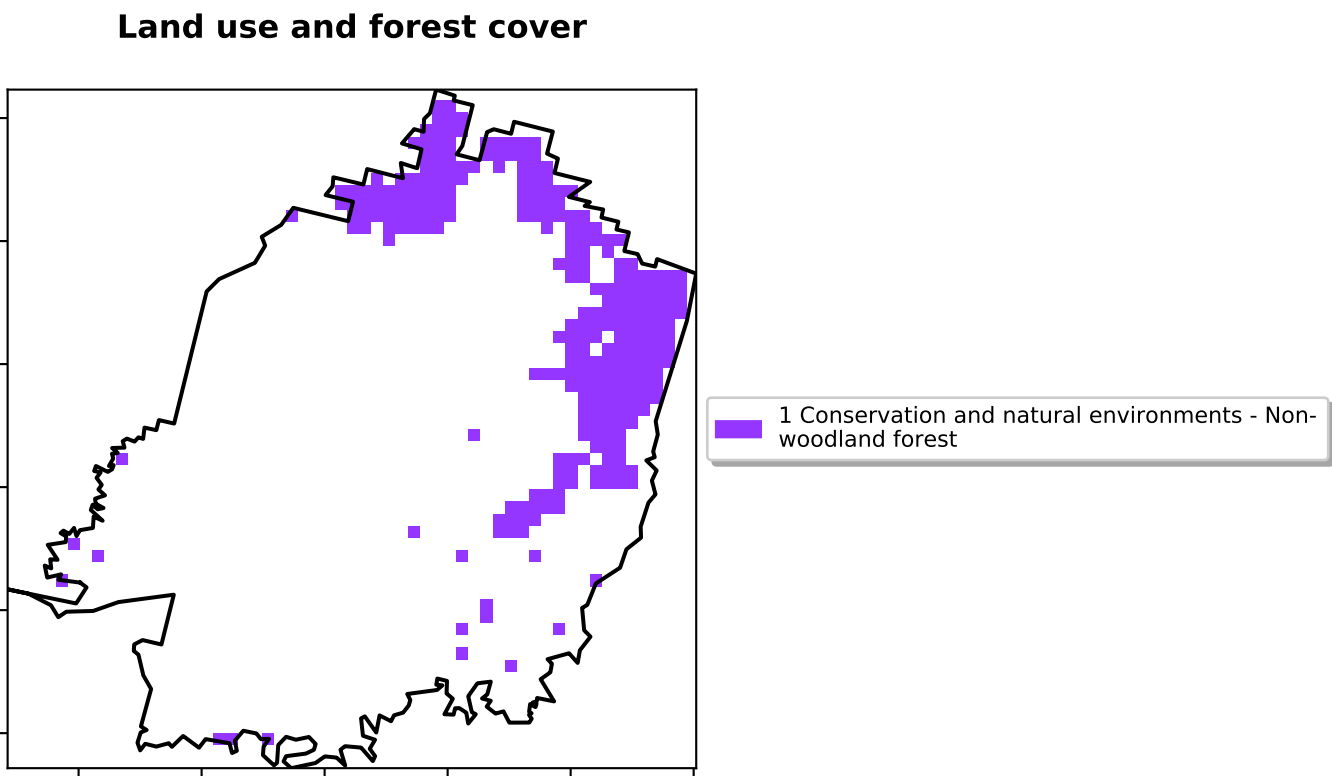 Land use and forest cover
1 Conservation and natural environments - Non-
woodland forest